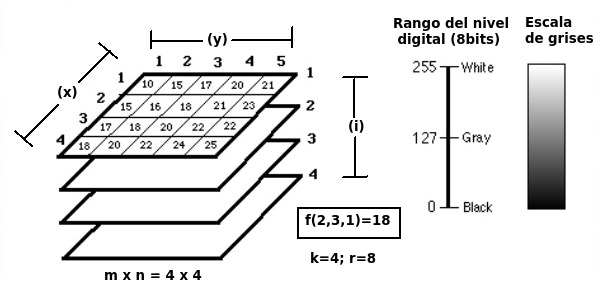 (y)
1 2 3 4 5
(x)
1 10 15 17 20 21 1
2 15 16 18 21 23 2
3 17 18 20 22 22 3
4 18 20 22 24 25 4
(i)
f(2,3,1)=18
k=4; r=8
m x n = 4 x 4
Rango del nivel
digital (8bits)
255 White
127 Gray
0 Black
Escala
de grises